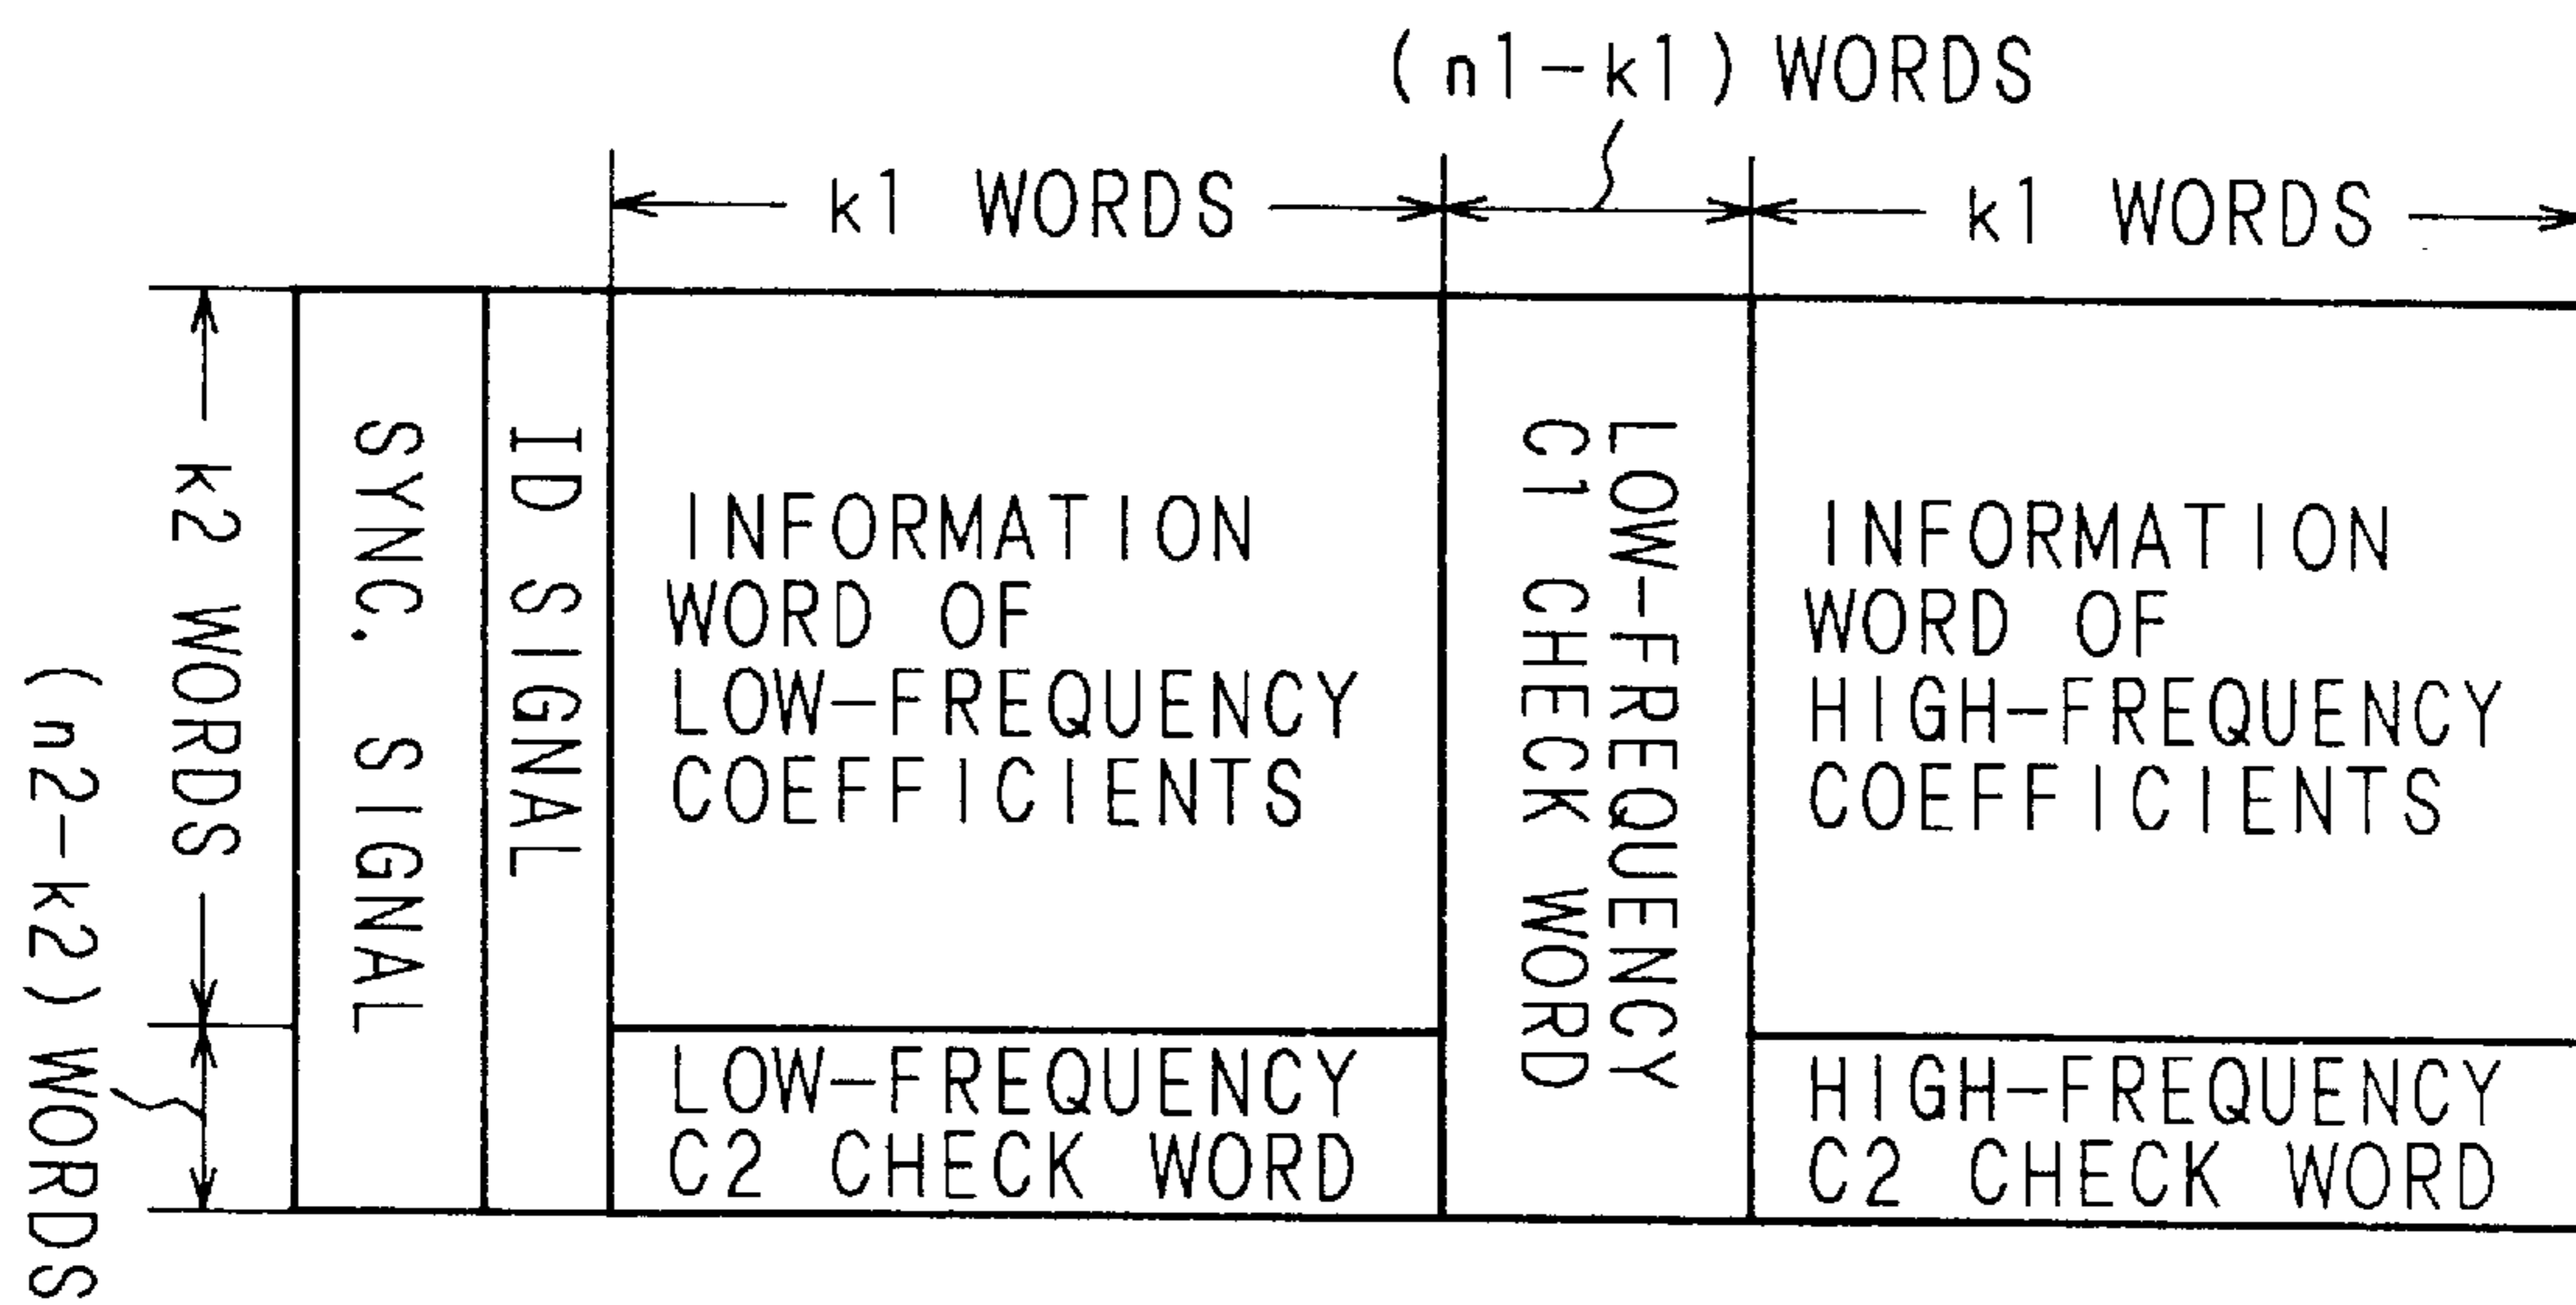 (n1-k1) WORDS
k1 WORDS
k1 WORDS
k2 WORDS
(n2-k2) WORDS
SYNC. SIGNAL
ID SIGNAL
INFORMATION
WORD OF
LOW-FREQUENCY
COEFFICIENTS
LOW-FREQUENCY
C2 CHECK WORD
LOW-FREQUENCY
C1 CHECK WORD
INFORMATION
WORD OF
HIGH-FREQUENCY
COEFFICIENTS
HIGH-FREQUENCY
C2 CHECK WORD